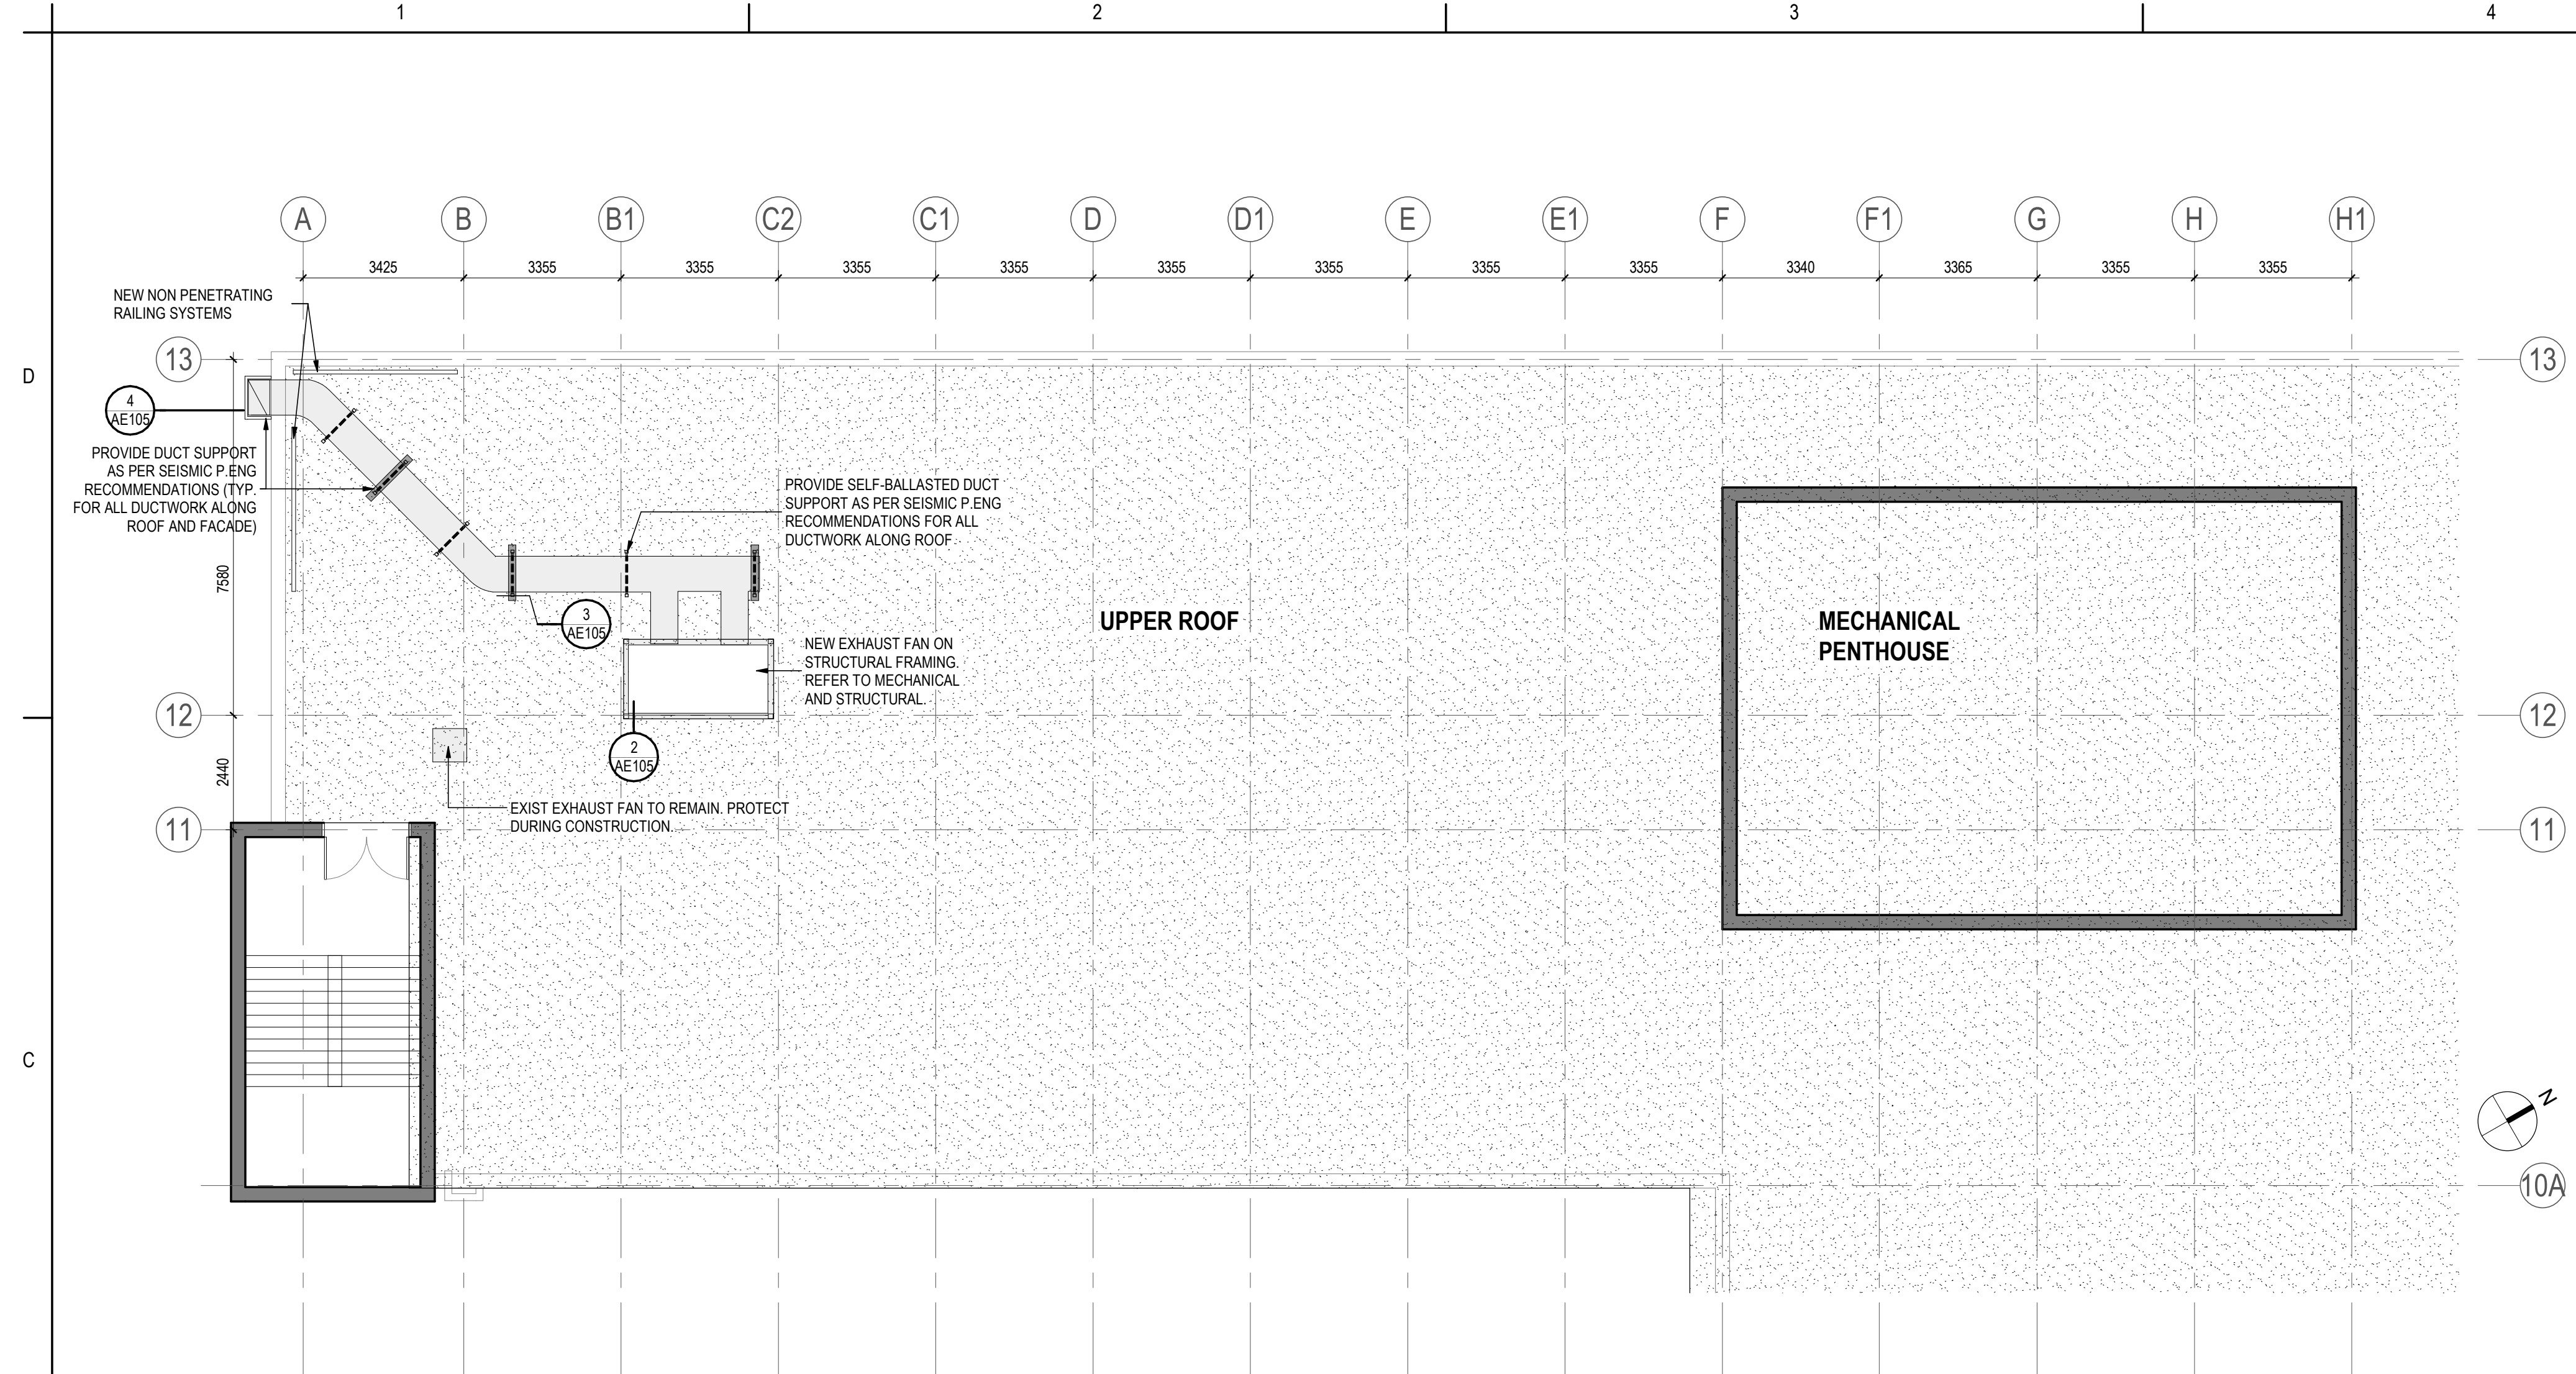 1
2
3
4
A
B
B1
C2
C1
D
D1
E
E1
F
F1
G
H
H1
3425
3355
3355
3355
3355
3355
3355
3355
3355
3340
3365
3355
3355
NEW NON PENETRATING
RAILING SYSTEMS
13
13
D
4
AE105
PROVIDE DUCT SUPPORT
AS PER SEISMIC P.ENG
RECOMMENDATIONS (TYP.
FOR ALL DUCTWORK ALONG
ROOF AND FACADE)
PROVIDE SELF-BALLASTED DUCT
SUPPORT AS PER SEISMIC P.ENG
RECOMMENDATIONS FOR ALL
DUCTWORK ALONG ROOF
7580
3
AE105
UPPER ROOF
MECHANICAL
PENTHOUSE
NEW EXHAUST FAN ON
STRUCTURAL FRAMING.
REFER TO MECHANICAL
AND STRUCTURAL.
12
12
2
AE105
2440
EXIST EXHAUST FAN TO REMAIN. PROTECT
DURING CONSTRUCTION.
11
11
C
N
10A